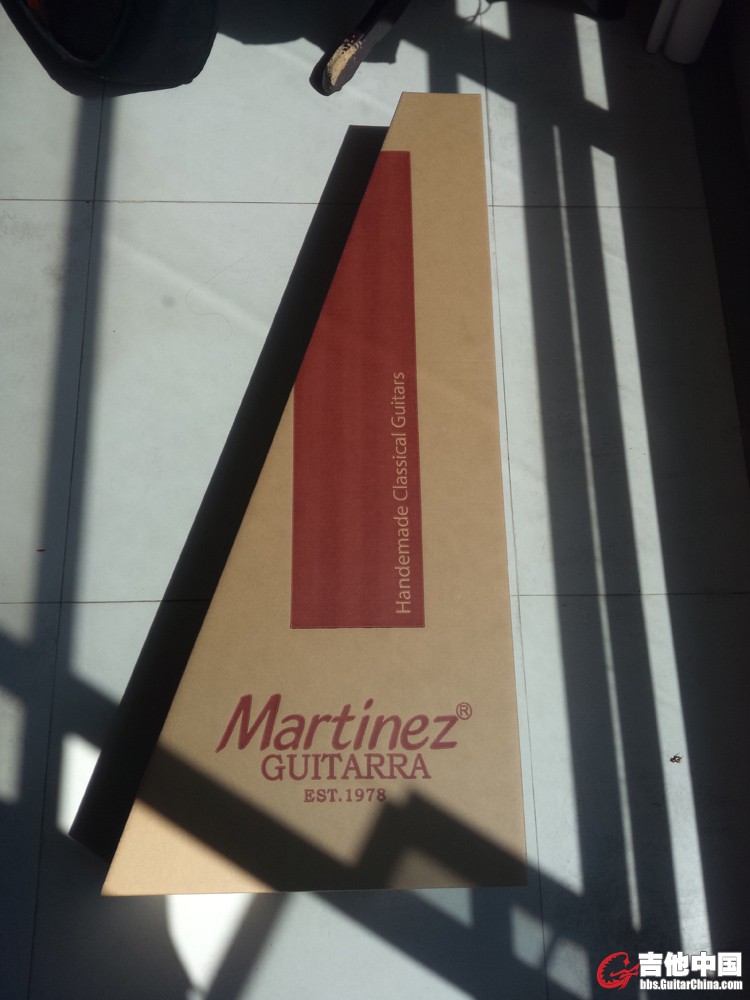 Handemade Classical Guitars
Martinez®
GUITARRA
EST.1978
吉他中国
bbs.GuitarChina.com